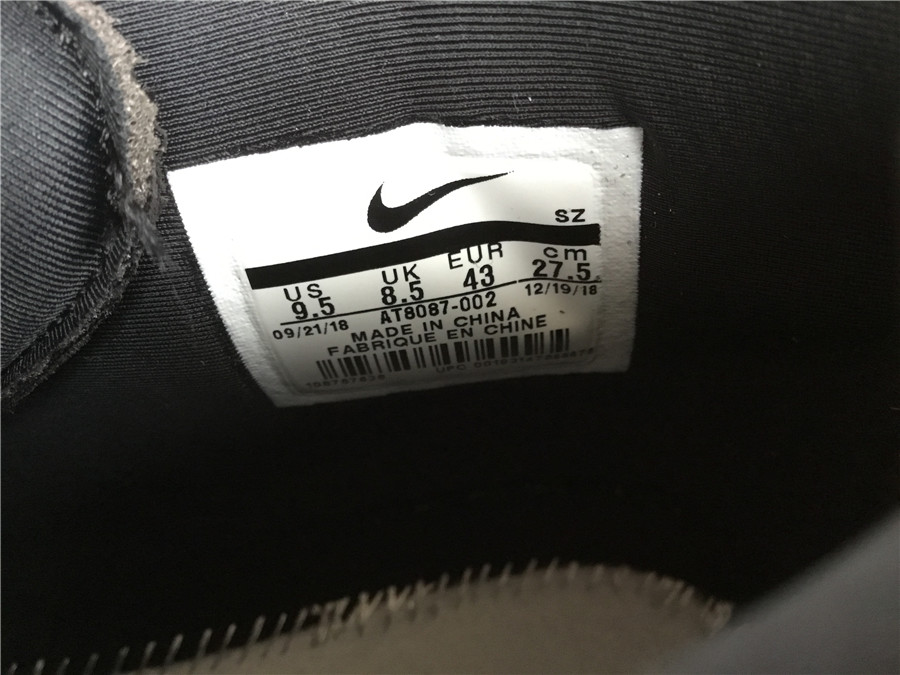 SZ
US UK EUR cm
9.5 8.5 43 27.5
09/21/18 AT8087-002 12/19/18
MADE IN CHINA
FABRIQUE EN CHINE
UPC